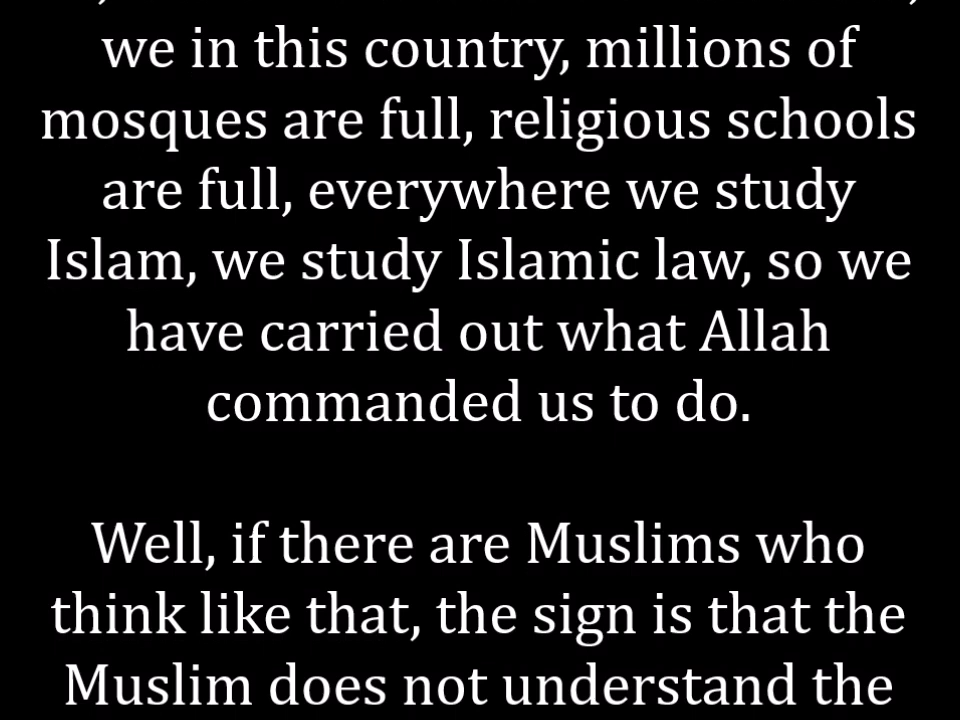 we in this country, millions of
mosques are full, religious schools
are full, everywhere we study
Islam, we study Islamic law, so we
have carried out what Allah
commanded us to do.
Well, if there are Muslims who
think like that, the sign is that the
Muslim does not understand the